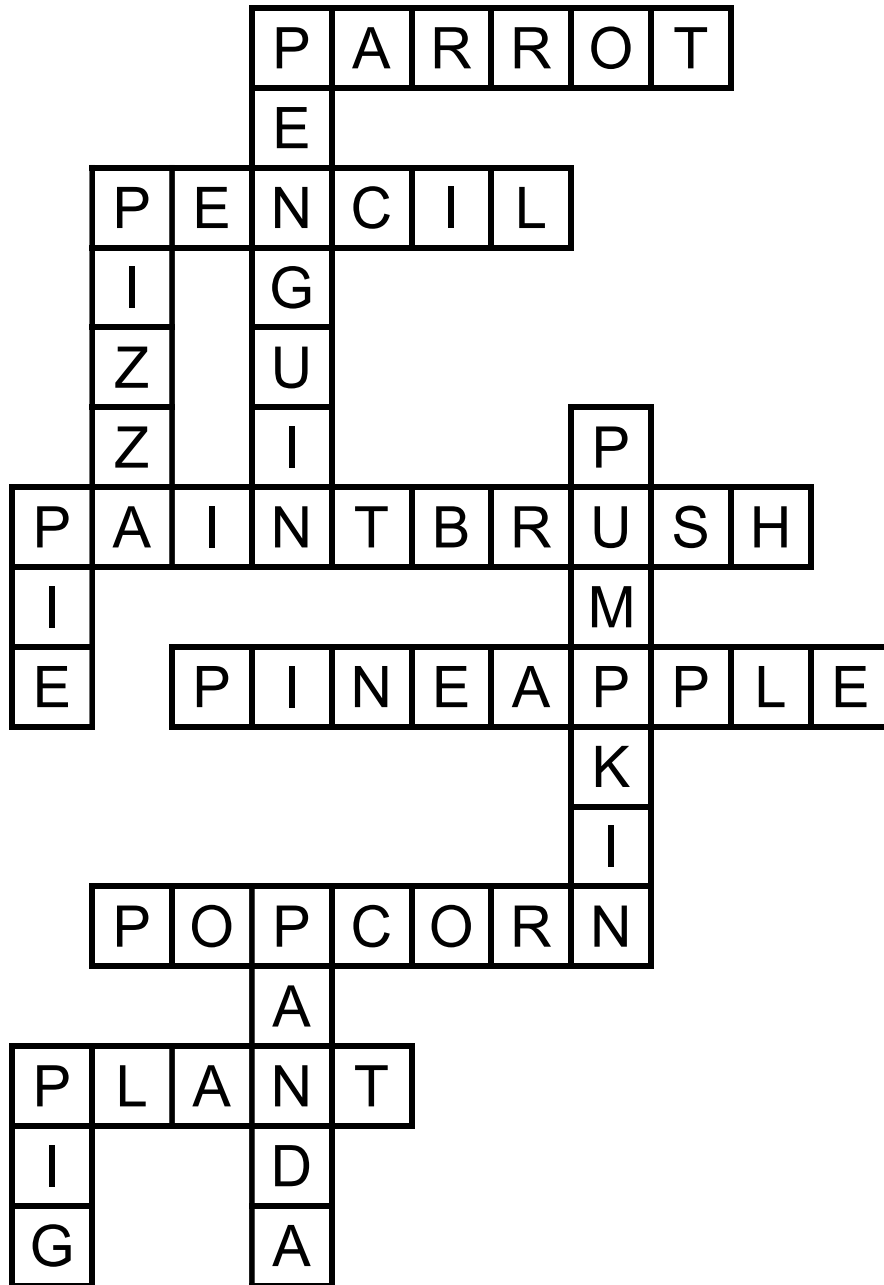 PARROT
E
PENCIL
I G
Z U
Z I P
PAINTBRUSH
I M
E PINEAPPLE
K
I
POPCORN
A
PLANT
I D
G A